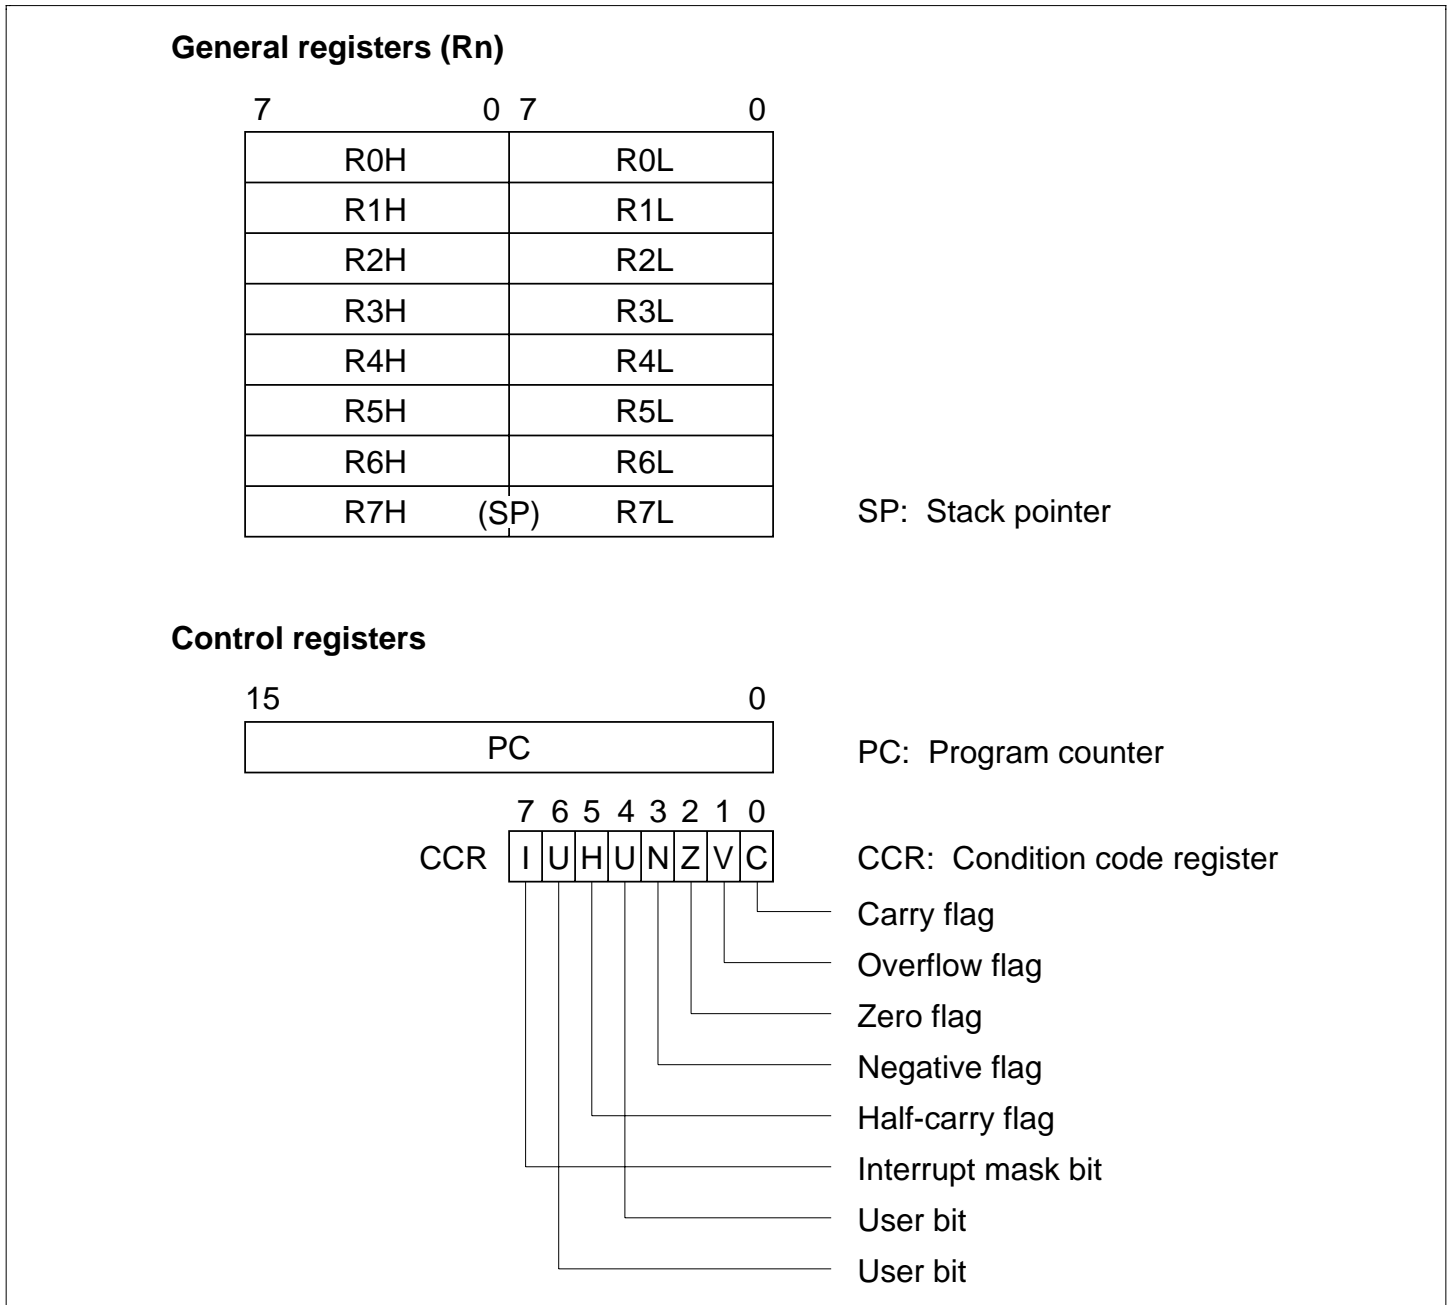 General registers (Rn)
7 0 7 0
R0H R0L
R1H R1L
R2H R2L
R3H R3L
R4H R4L
R5H R5L
R6H R6L
R7H (SP) R7L SP: Stack pointer
Control registers
15 0
PC PC: Program counter
7 6 5 4 3 2 1 0
CCR I U H U N Z V C CCR: Condition code register
Carry flag
Overflow flag
Zero flag
Negative flag
Half-carry flag
Interrupt mask bit
User bit
User bit